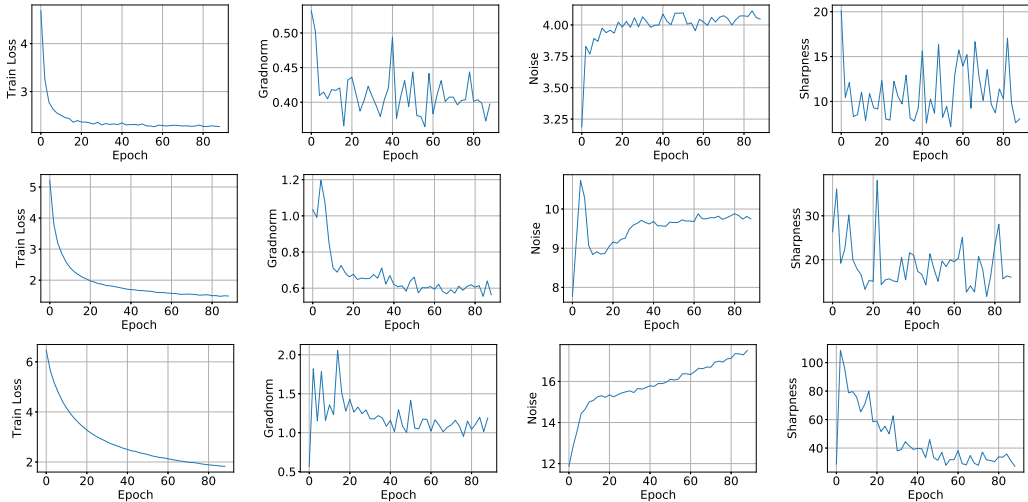 Train Loss
4
3
0 20 40 60 80
Epoch
Gradnorm
0.50
0.45
0.40
0 20 40 60 80
Epoch
Noise
4.00
3.75
3.50
3.25
0 20 40 60 80
Epoch
Sharpness
20
15
10
0 20 40 60 80
Epoch
Train Loss
5
4
3
2
0 20 40 60 80
Epoch
Gradnorm
1.2
1.0
0.8
0.6
0 20 40 60 80
Epoch
Noise
10
9
8
0 20 40 60 80
Epoch
Sharpness
30
20
0 20 40 60 80
Epoch
Train Loss
6
4
2
0 20 40 60 80
Epoch
Gradnorm
2.0
1.5
1.0
0.5
0 20 40 60 80
Epoch
Noise
16
14
12
0 20 40 60 80
Epoch
Sharpness
100
80
60
40
0 20 40 60 80
Epoch